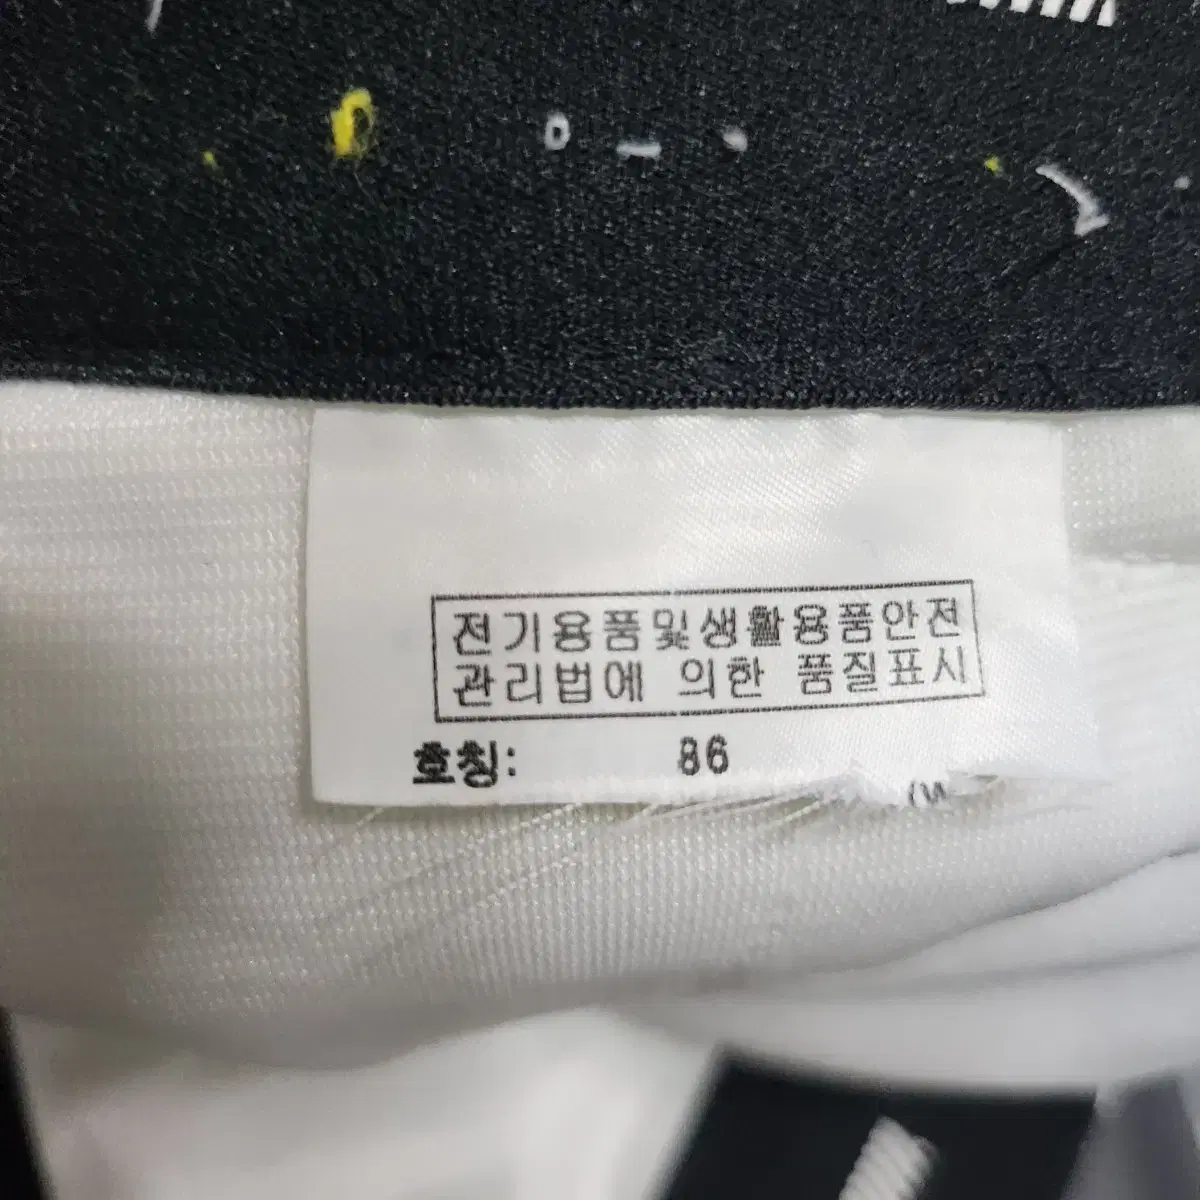 전기용품및생활용품안전
관리법에 의한 품질표시
호칭: 86